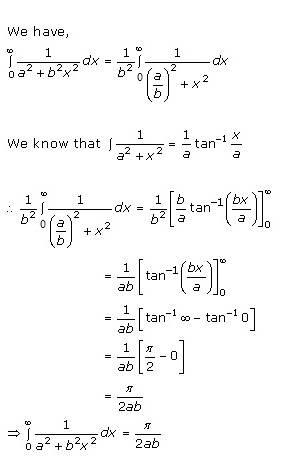 We have,
∫₀^∞ 1/(a² + b²x²) dx = 1/b² ∫₀^∞ 1/((a/b)² + x²) dx
We know that ∫ 1/(a² + x²) = 1/a tan⁻¹ x/a
∴ 1/b² ∫₀^∞ 1/((a/b)² + x²) dx = 1/b² [b/a tan⁻¹(bx/a)]₀^∞
= 1/ab [tan⁻¹(bx/a)]₀^∞
= 1/ab [tan⁻¹ ∞ − tan⁻¹ 0]
= 1/ab [π/2 − 0]
= π/2ab
⇒ ∫₀^∞ 1/(a² + b²x²) dx = π/2ab